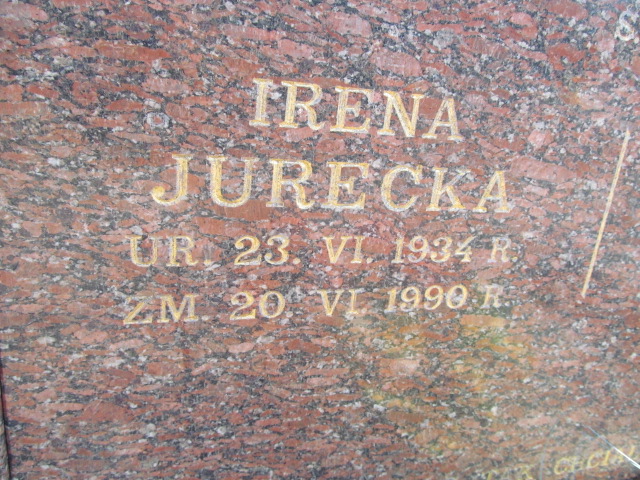 IRENA
JURECKA
UR. 23. VI. 1934 R.
ZM. 20 VI. 1990 R.